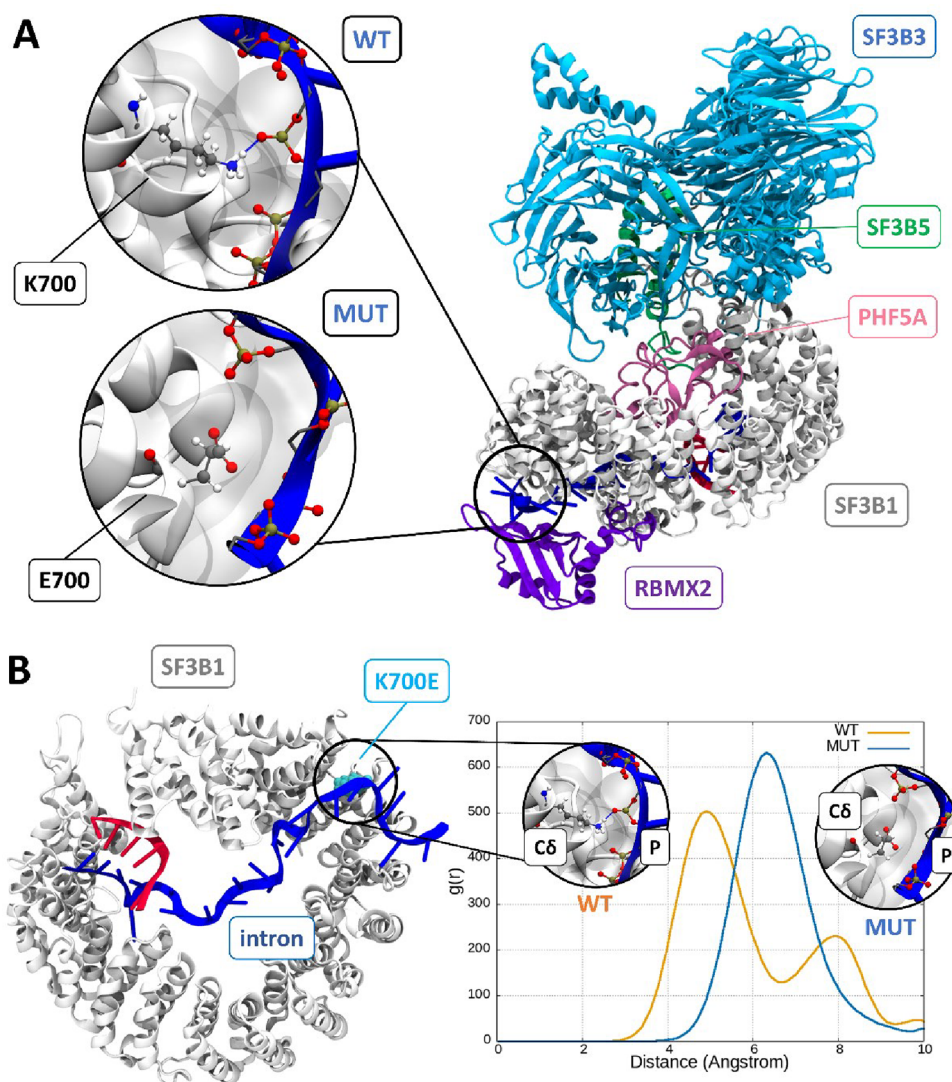 A
WT
SF3B3
SF3B5
K700
MUT
PHF5A
SF3B1
E700
RBMX2
B
SF3B1
K700E
intron
700
600
500
400
300
200
100
0
g(r)
WT
MUT
Cδ
P
WT
Cδ
P
MUT
0
2
4
6
8
10
Distance (Angstrom)